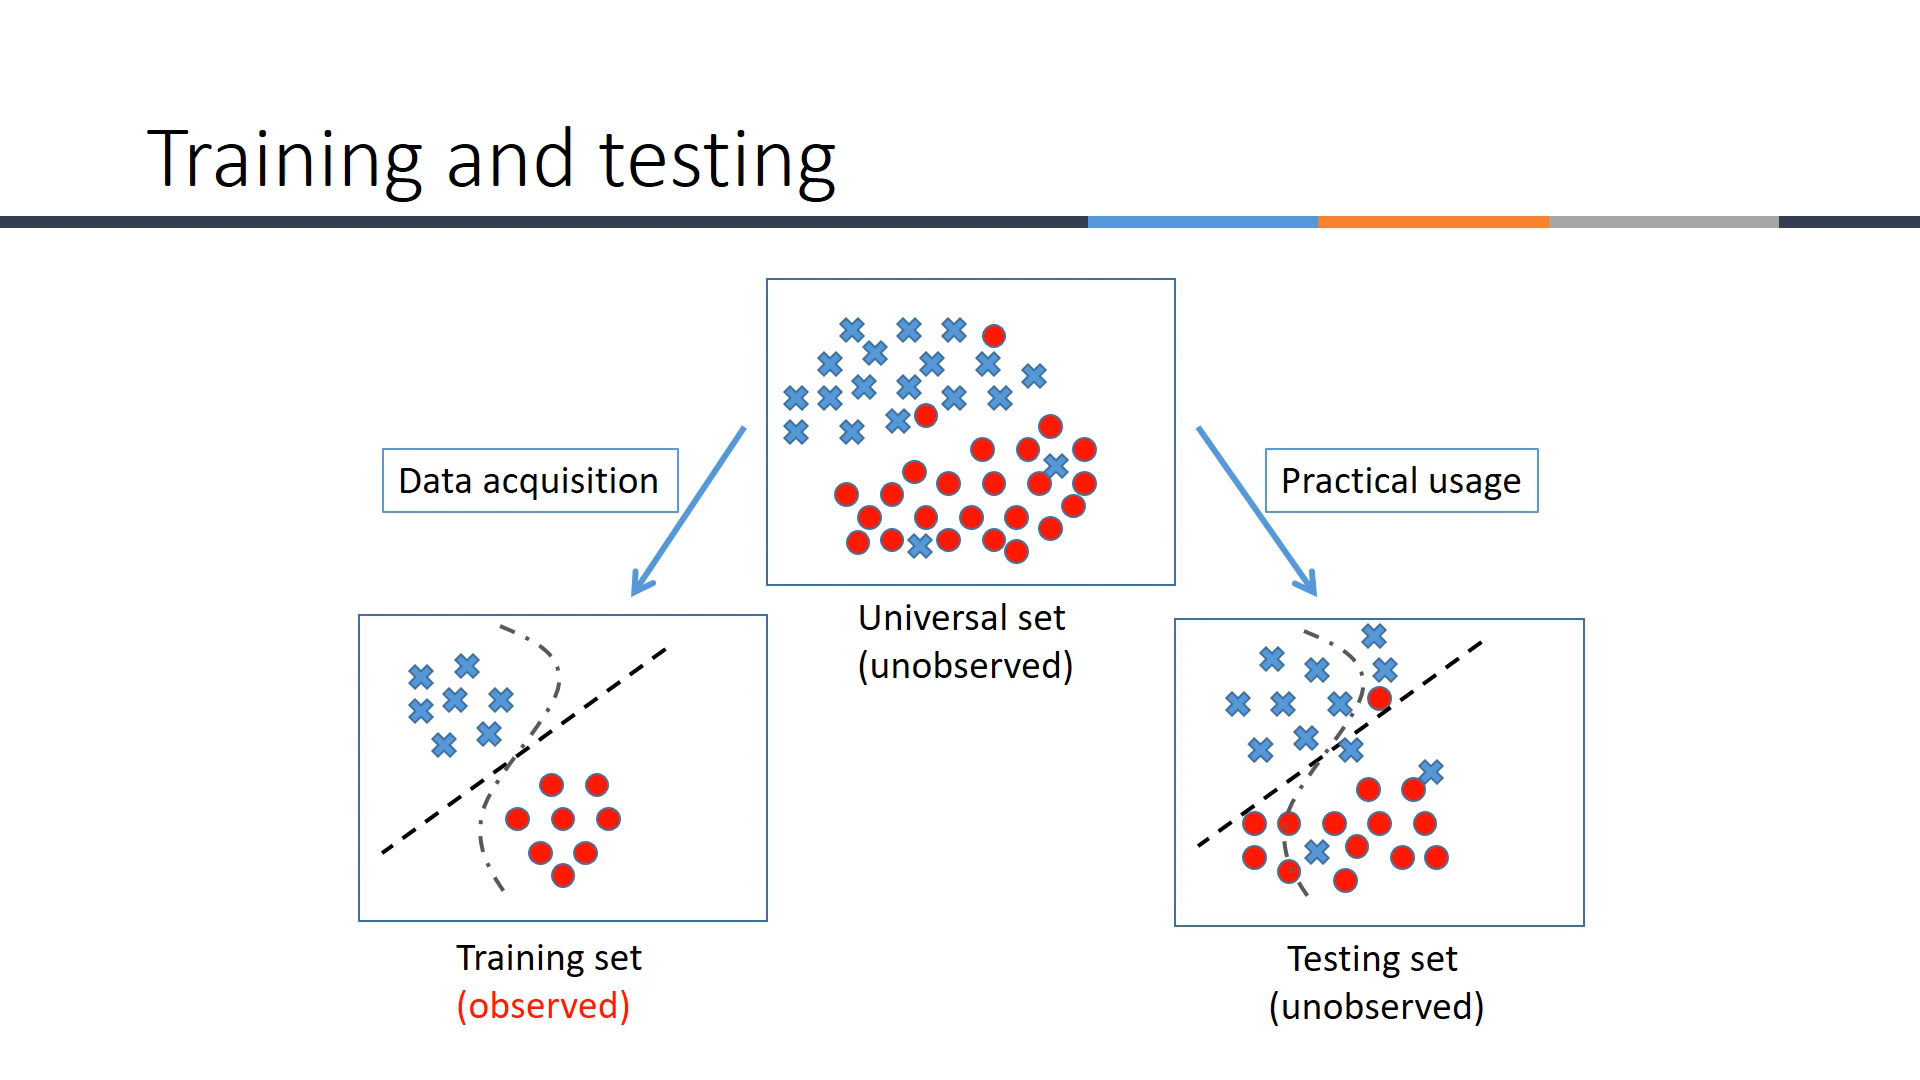 Training and testing
Data acquisition
Practical usage
Universal set
(unobserved)
Training set
(observed)
Testing set
(unobserved)